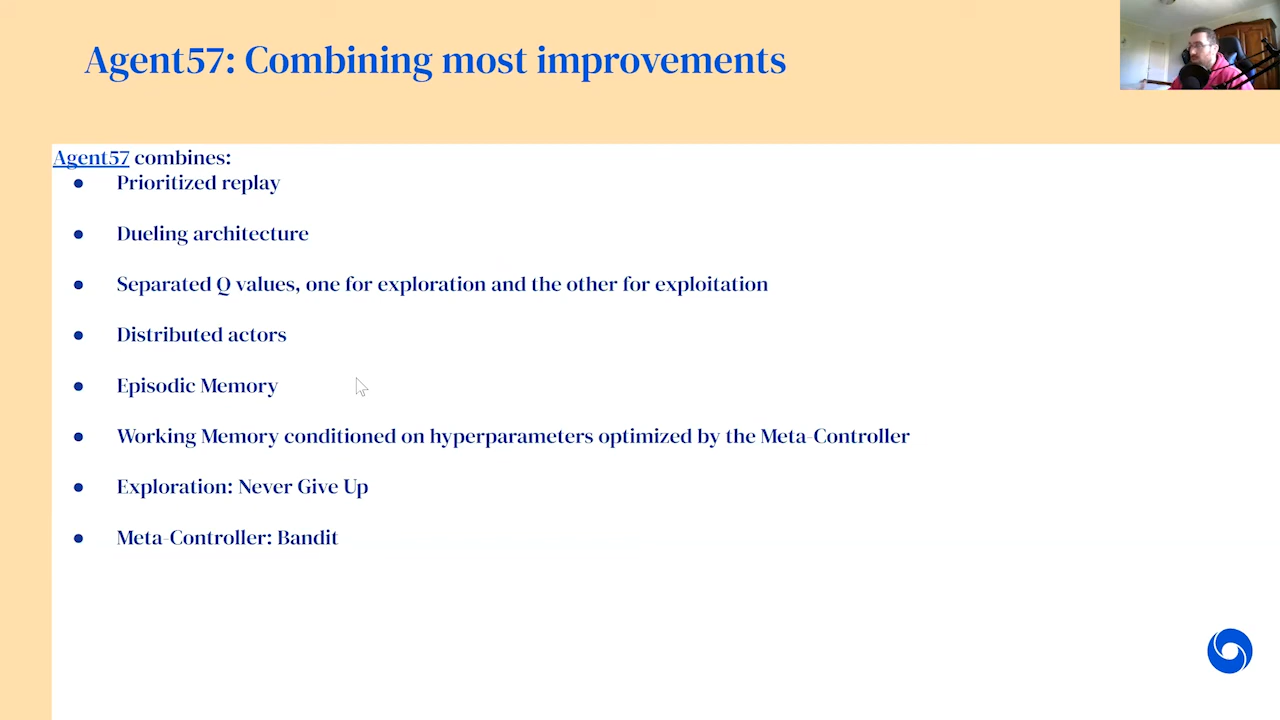 Agent57: Combining most improvements
Agent57 combines:
● Prioritized replay
● Dueling architecture
● Separated Q values, one for exploration and the other for exploitation
● Distributed actors
● Episodic Memory
● Working Memory conditioned on hyperparameters optimized by the Meta-Controller
● Exploration: Never Give Up
● Meta-Controller: Bandit